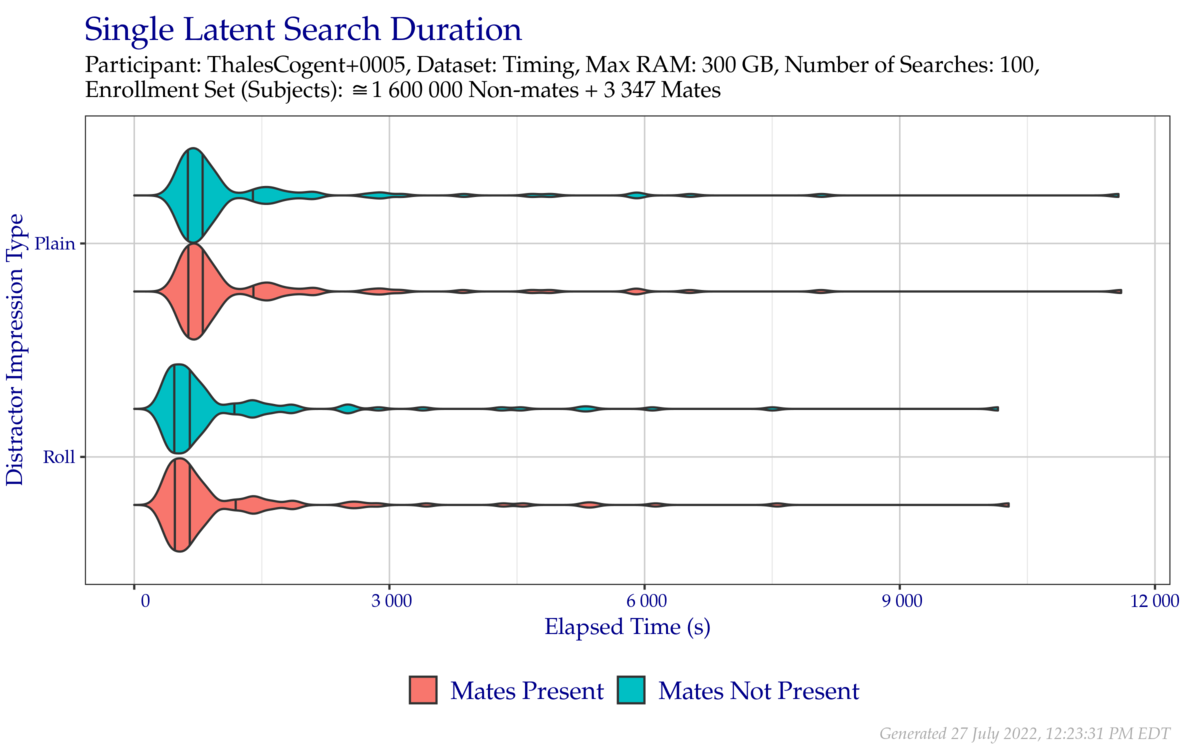 Single Latent Search Duration
Participant: ThalesCogent+0005, Dataset: Timing, Max RAM: 300 GB, Number of Searches: 100,
Enrollment Set (Subjects): ≅1 600 000 Non-mates + 3 347 Mates
Distractor Impression Type
Plain
Roll
0 3 000 6 000 9 000 12 000
Elapsed Time (s)
Mates Present Mates Not Present
Generated 27 July 2022, 12:23:31 PM EDT